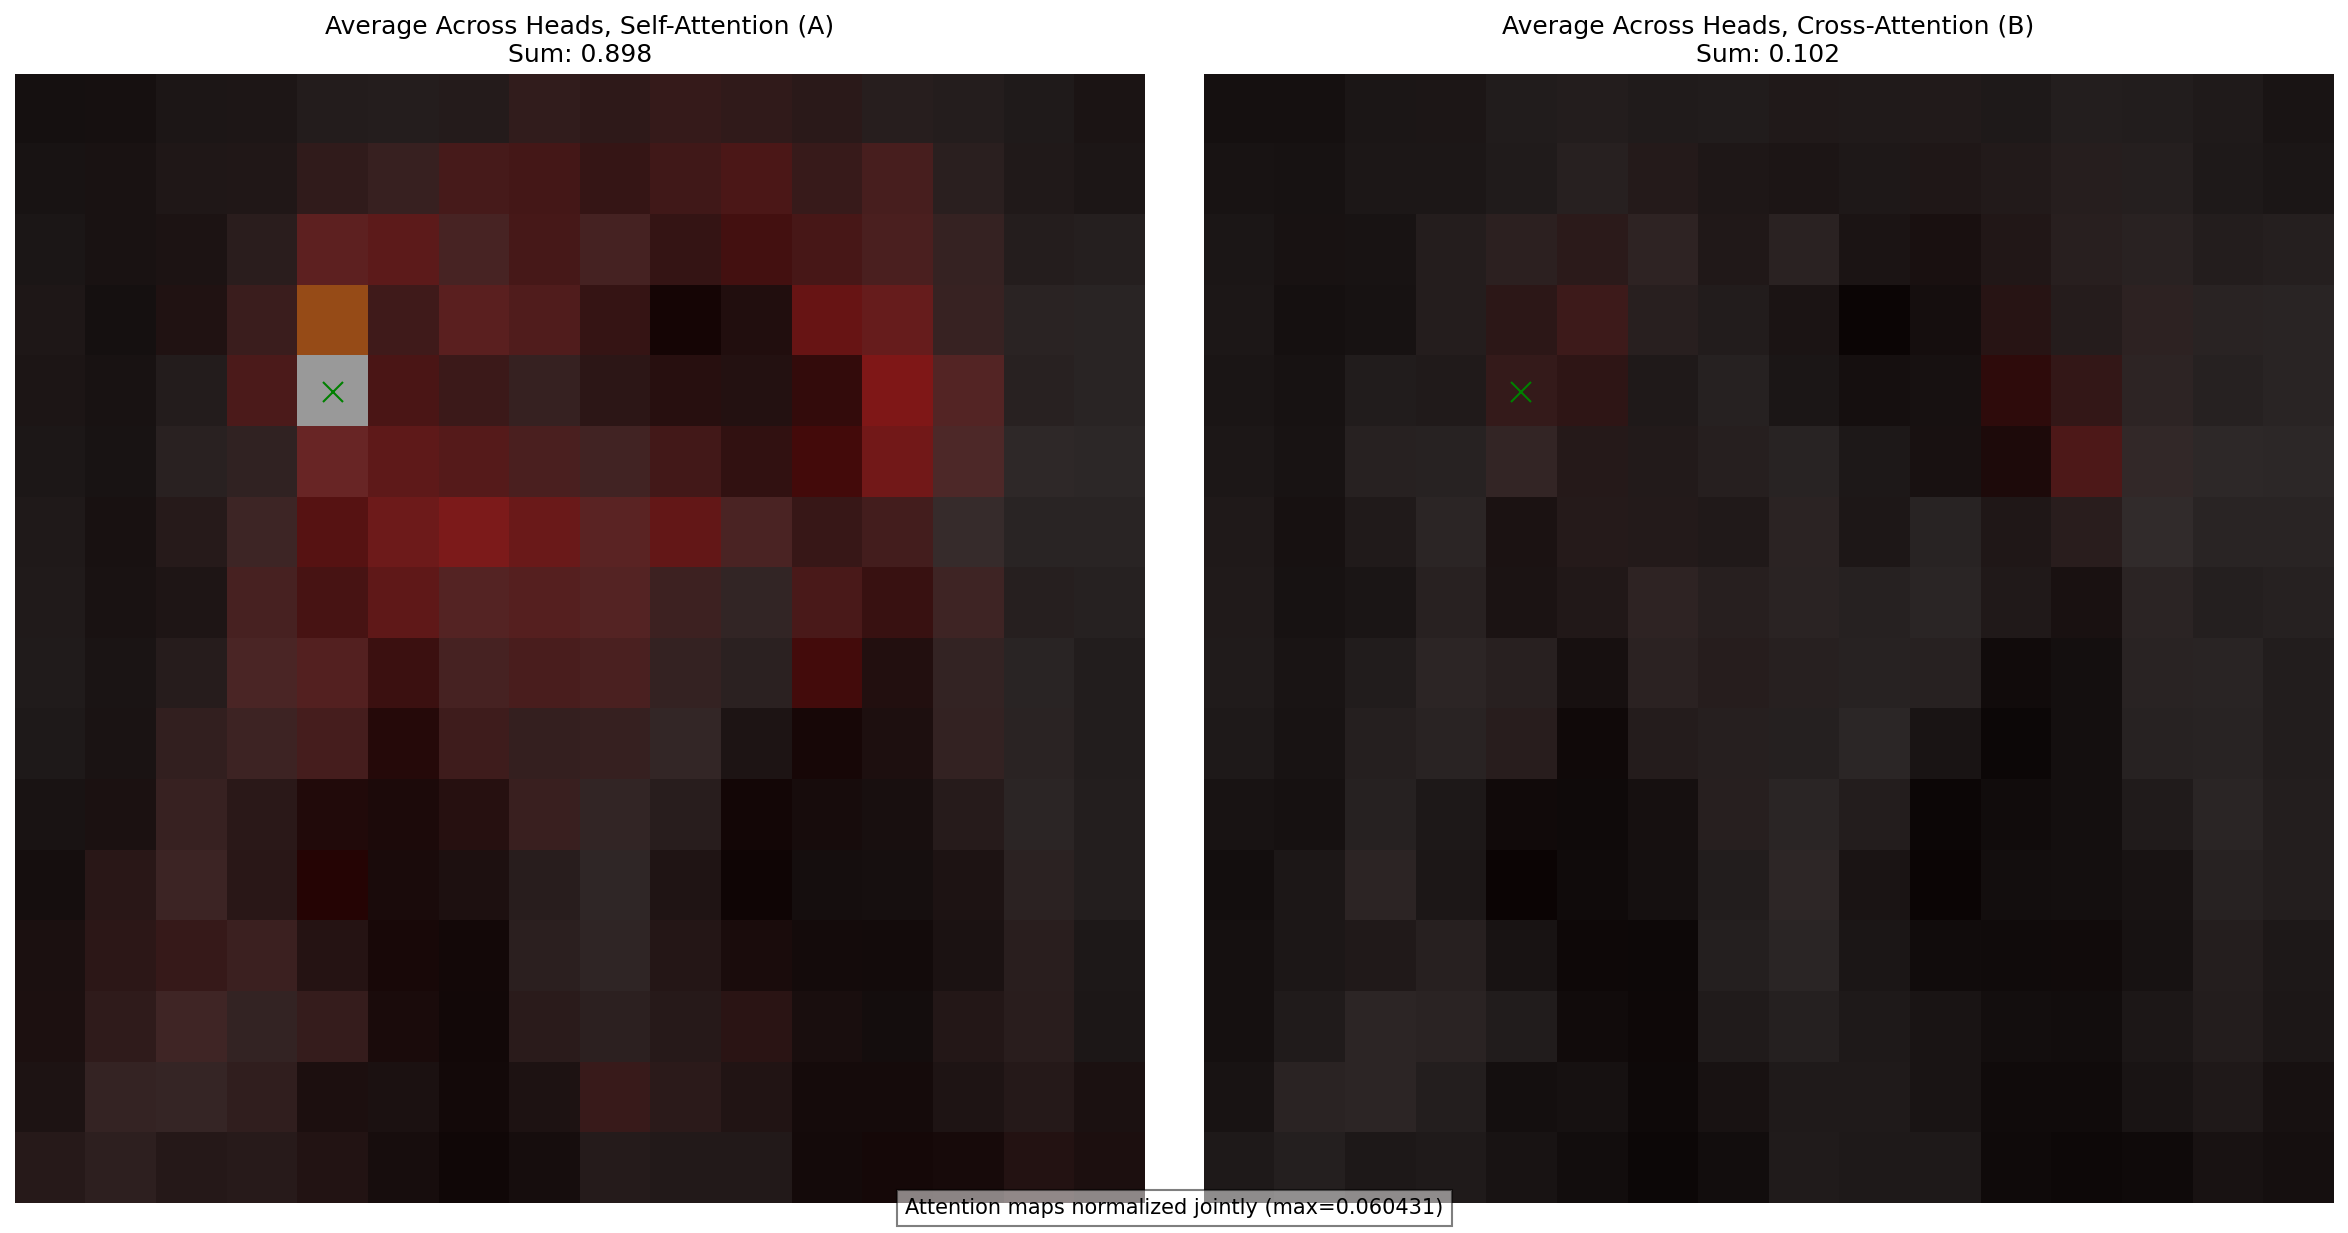 Average Across Heads, Self-Attention (A)
Sum: 0.898
Average Across Heads, Cross-Attention (B)
Sum: 0.102
Attention maps normalized jointly (max=0.060431)